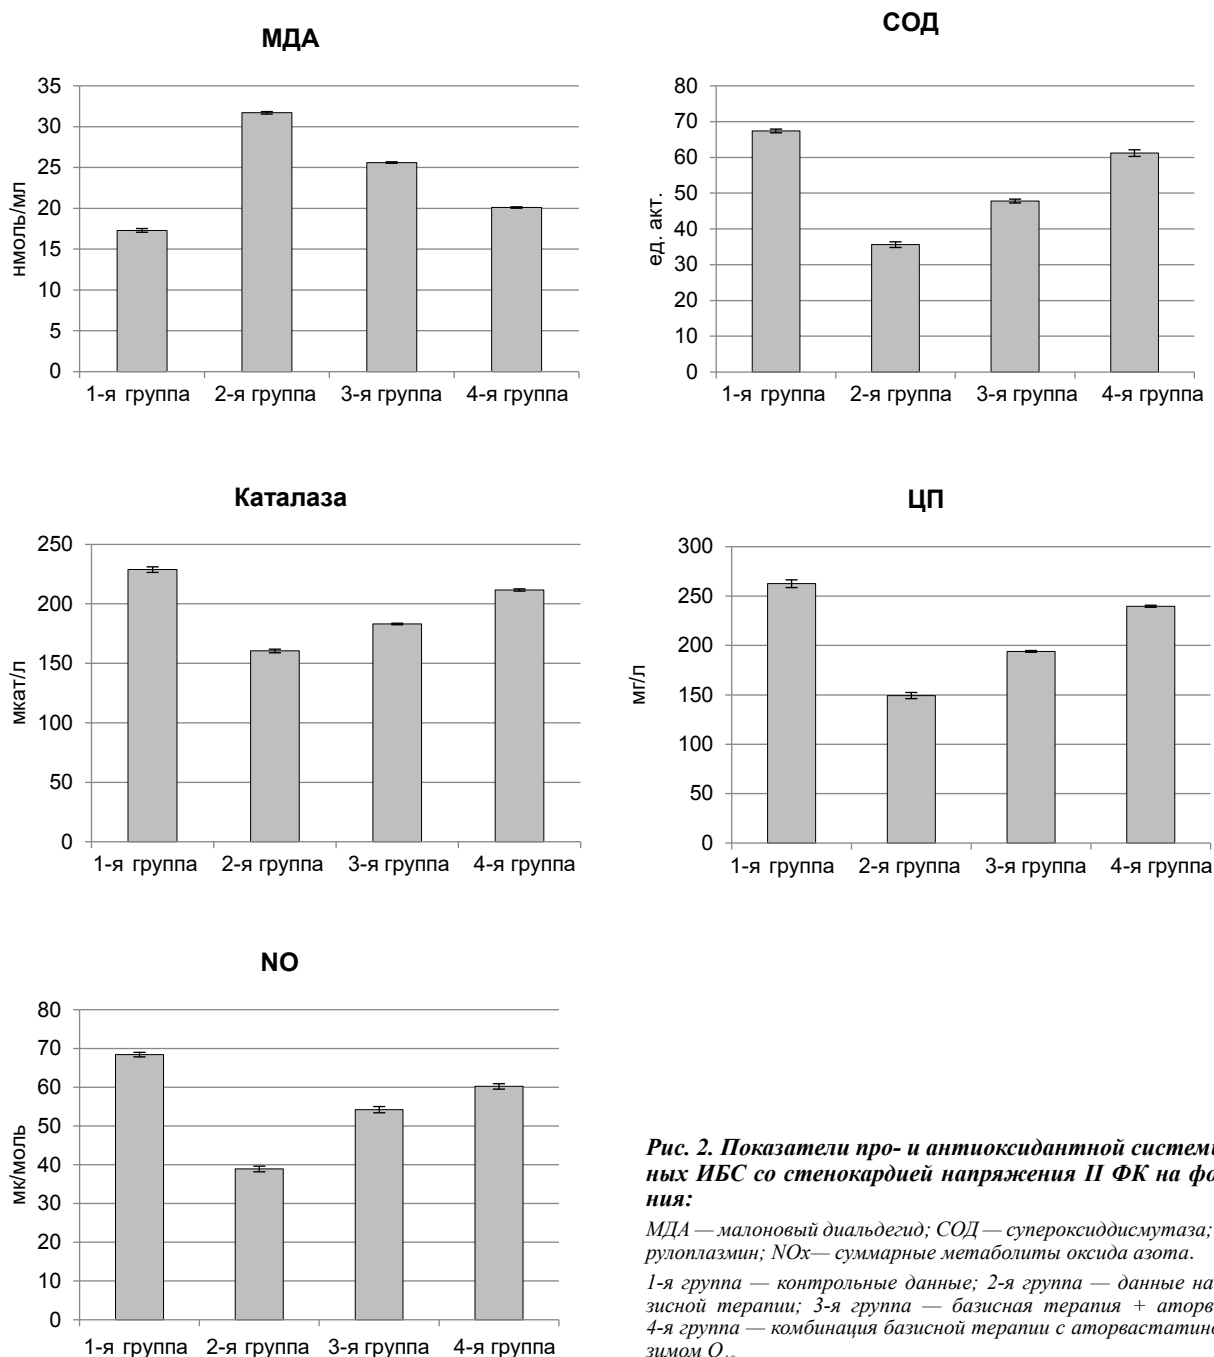 МДА
35
30
25
20
15
10
5
0
нмоль/мл
1-я группа 2-я группа 3-я группа 4-я группа
СОД
80
70
60
50
40
30
20
10
0
ед. акт.
1-я группа 2-я группа 3-я группа 4-я группа
Каталаза
250
200
150
100
50
0
мкат/л
1-я группа 2-я группа 3-я группа 4-я группа
ЦП
300
250
200
150
100
50
0
мг/л
1-я группа 2-я группа 3-я группа 4-я группа
NO
80
70
60
50
40
30
20
10
0
мк/моль
1-я группа 2-я группа 3-я группа 4-я группа
Рис. 2. Показатели про- и антиоксидантной систем
ных ИБС со стенокардией напряжения II ФК на фо
ния:
МДА — малоновый диальдегид; СОД — супероксиддисмутаза;
рулоплазмин; NOx— суммарные метаболиты оксида азота.
1-я группа — контрольные данные; 2-я группа — данные на
зисной терапии; 3-я группа — базисная терапия + аторв
4-я группа — комбинация базисной терапии с аторвастатино
зимом Q